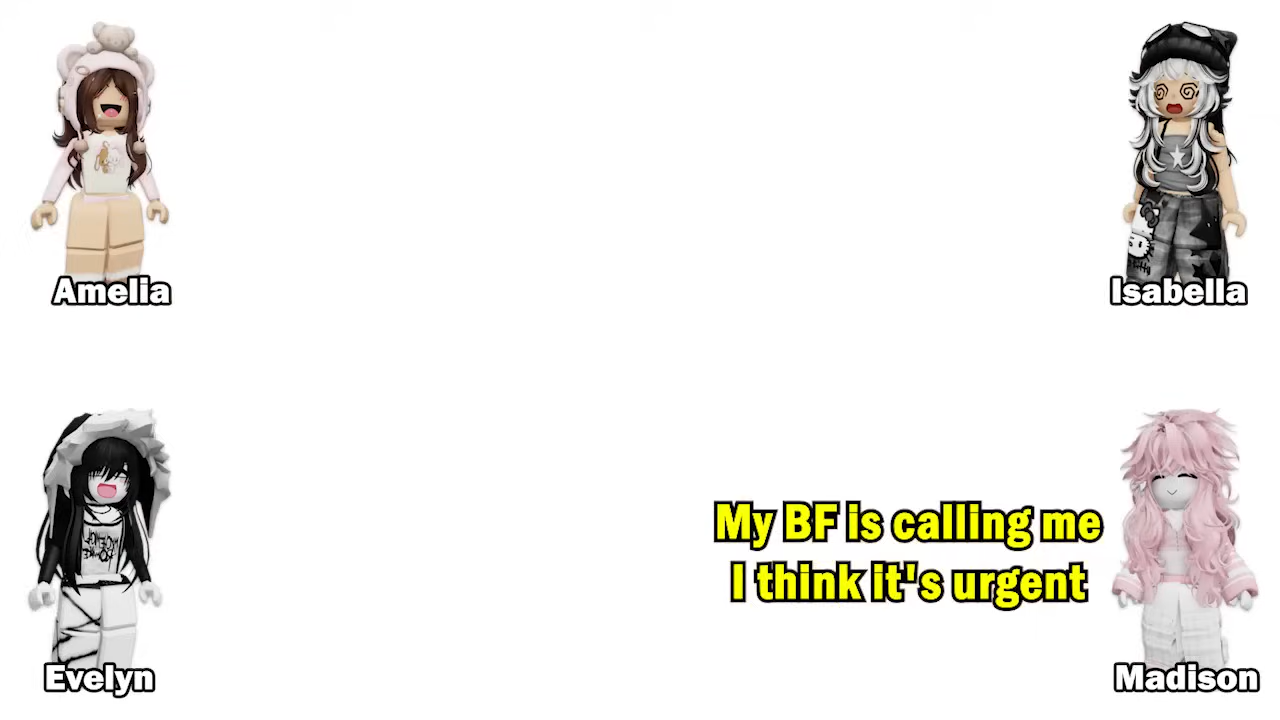 Amelia
Isabella
My BF is calling me
I think it's urgent
Evelyn
Madison